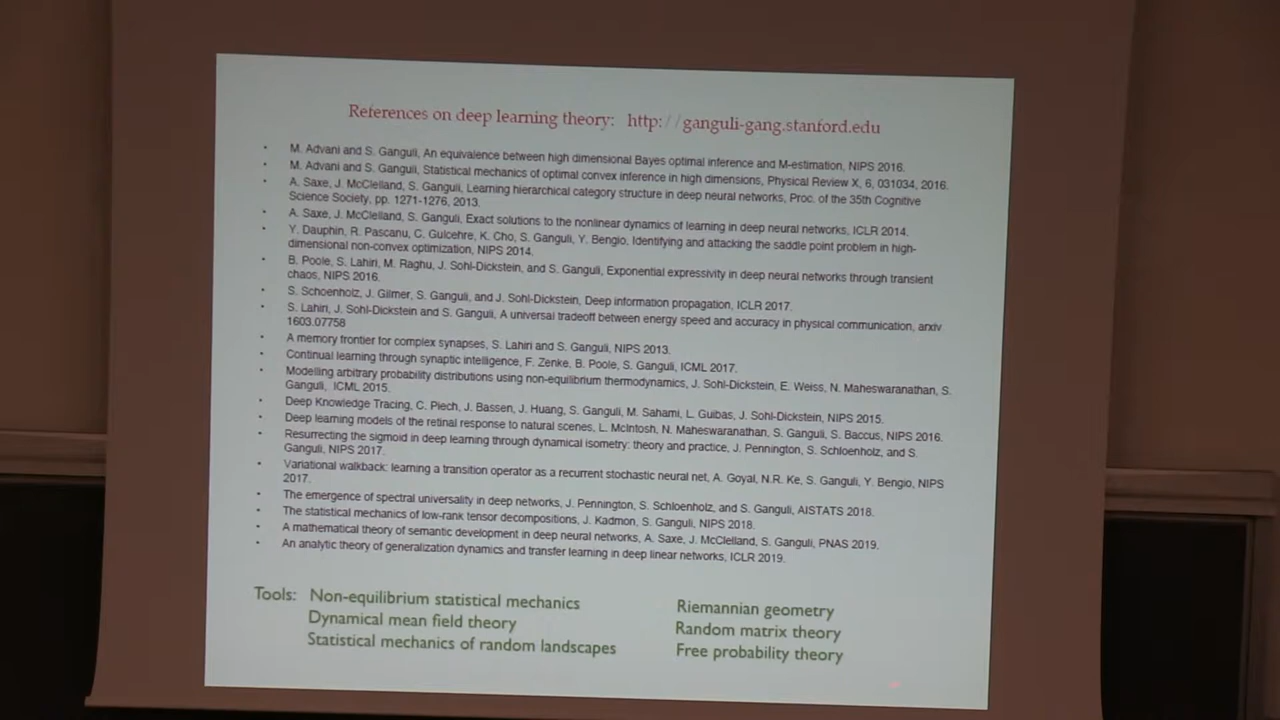 References on deep learning theory: http://ganguli-gang.stanford.edu
• M. Advani and S. Ganguli, An equivalence between high dimensional Bayes optimal inference and M-estimation, NIPS 2016.
• M. Advani and S. Ganguli, Statistical mechanics of optimal convex inference in high dimensions, Physical Review X, 6, 031034, 2016.
• A. Saxe, J. McClelland, S. Ganguli, Learning hierarchical category structure in deep neural networks, Proc. of the 35th Cognitive
Science Society, pp. 1271-1276, 2013.
• A. Saxe, J. McClelland, S. Ganguli, Exact solutions to the nonlinear dynamics of learning in deep neural networks, ICLR 2014.
• Y. Dauphin, R. Pascanu, C. Gulcehre, K. Cho, S. Ganguli, Y. Bengio, Identifying and attacking the saddle point problem in high-
dimensional non-convex optimization, NIPS 2014.
• B. Poole, S. Lahiri, M. Raghu, J. Sohl-Dickstein, and S. Ganguli, Exponential expressivity in deep neural networks through transient
chaos, NIPS 2016.
• S. Schoenholz, J. Gilmer, S. Ganguli, and J. Sohl-Dickstein, Deep information propagation, ICLR 2017.
• S. Lahiri, J. Sohl-Dickstein and S. Ganguli, A universal tradeoff between energy speed and accuracy in physical communication, arxiv
1603.07758
• A memory frontier for complex synapses, S. Lahiri and S. Ganguli, NIPS 2013.
• Continual learning through synaptic intelligence, F. Zenke, B. Poole, S. Ganguli, ICML 2017.
• Modelling arbitrary probability distributions using non-equilibrium thermodynamics, J. Sohl-Dickstein, E. Weiss, N. Maheswaranathan, S.
Ganguli, ICML 2015.
• Deep Knowledge Tracing, C. Piech, J. Bassen, J. Huang, S. Ganguli, M. Sahami, L. Guibas, J. Sohl-Dickstein, NIPS 2015.
• Deep learning models of the retinal response to natural scenes, L. McIntosh, N. Maheswaranathan, S. Ganguli, S. Baccus, NIPS 2016.
• Resurrecting the sigmoid in deep learning through dynamical isometry: theory and practice, J. Pennington, S. Schloenholz, and S.
Ganguli, NIPS 2017.
• Variational walkback: learning a transition operator as a recurrent stochastic neural net, A. Goyal, N.R. Ke, S. Ganguli, Y. Bengio, NIPS
2017.
• The emergence of spectral universality in deep networks, J. Pennington, S. Schloenholz, and S. Ganguli, AISTATS 2018.
• The statistical mechanics of low-rank tensor decompositions, J. Kadmon, S. Ganguli, NIPS 2018.
• A mathematical theory of semantic development in deep neural networks, A. Saxe, J. McClelland, S. Ganguli, PNAS 2019.
• An analytic theory of generalization dynamics and transfer learning in deep linear networks, ICLR 2019.
Tools: Non-equilibrium statistical mechanics
Dynamical mean field theory
Statistical mechanics of random landscapes
Riemannian geometry
Random matrix theory
Free probability theory